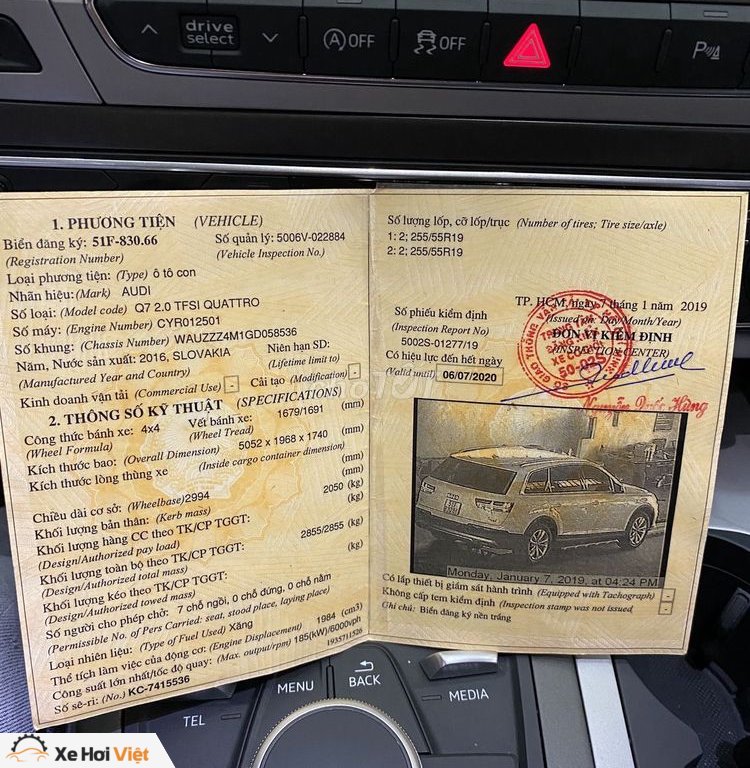 drive
select
OFF
OFF
P
1. PHƯƠNG TIỆN (VEHICLE)
Biển đăng ký: 51F-830.66 Số quản lý: 5006V-022884
(Registration Number) (Vehicle Inspection No.)
Loại phương tiện: (Type) ô tô con
Nhãn hiệu: (Mark) AUDI
Số loại: (Model code) Q7 2.0 TFSI QUATTRO
Số máy: (Engine Number) CYR012501
Số khung: (Chassis Number) WAUZZZ4M1GD058536
Năm, Nước sản xuất: 2016, SLOVAKIA Niên hạn SD:
(Manufactured Year and Country) (Lifetime limit to)
Kinh doanh vận tải (Commercial Use) - Cải tạo (Modification) -
2. THÔNG SỐ KỸ THUẬT (SPECIFICATIONS)
Công thức bánh xe: 4x4 Vết bánh xe: 1679/1691 (mm)
(Wheel Formula) (Wheel Tread)
Kích thước bao: (Overall Dimension) 5052 x 1968 x 1740 (mm)
Kích thước lòng thùng xe (Inside cargo container dimension)
(mm)
Chiều dài cơ sở: (Wheelbase) 2994 (mm)
Khối lượng bản thân: (Kerb mass) 2050 (kg)
Khối lượng hàng CC theo TK/CP TGGT: (kg)
(Design/Authorized pay load)
Khối lượng toàn bộ theo TK/CP TGGT: 2855/2855 (kg)
(Design/Authorized total mass)
Khối lượng kéo theo TK/CP TGGT: (kg)
(Design/Authorized towed mass)
Số người cho phép chở: 7 chỗ ngồi, 0 chỗ đứng, 0 chỗ nằm
(Permissible No. of Pers Carried: seat, stood place, laying place)
Loại nhiên liệu: (Type of Fuel Used) Xăng
Thể tích làm việc của động cơ: (Engine Displacement) 1984 (cm3)
Công suất lớn nhất/tốc độ quay: (Max. output/rpm) 185(kW)/6000vph
Số sê-ri: (No.) KC-7415536 1935711526
Số lượng lốp, cỡ lốp/trục (Number of tires; Tire size/axle)
1: 2; 255/55R19
2: 2; 255/55R19
TP. HCM, ngày 7 tháng 1 năm 2019
Số phiếu kiểm định (Issued on: Day/Month/Year)
(Inspection Report No) ĐƠN VỊ KIỂM ĐỊNH
5002S-01277/19 (INSPECTION CENTER)
Có hiệu lực đến hết ngày
(Valid until) 06/07/2020
Nguyễn Quốc Hùng
Monday, January 7, 2019, at 04:24 PM
Có lắp thiết bị giám sát hành trình (Equipped with Tachograph) -
Không cấp tem kiểm định (Inspection stamp was not issued) -
Ghi chú: Biển đăng ký nền trắng
TEL
MENU
BACK
MEDIA
Xe Hơi Việt